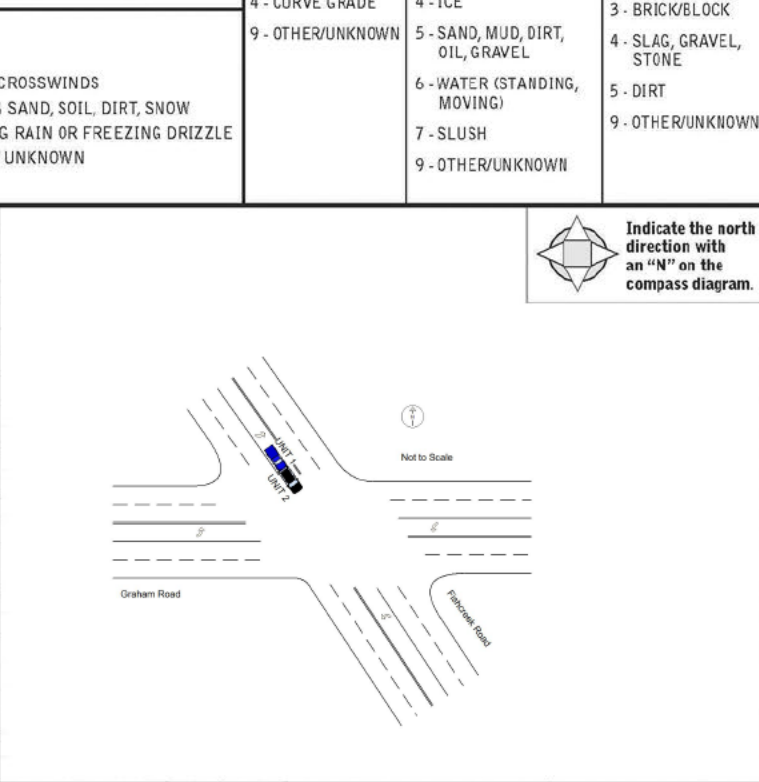 4 - CURVE GRADE
9 - OTHER/UNKNOWN
4 - ICE
5 - SAND, MUD, DIRT,
OIL, GRAVEL
6 - WATER (STANDING,
MOVING)
7 - SLUSH
9 - OTHER/UNKNOWN
3 - BRICK/BLOCK
4 - SLAG, GRAVEL,
STONE
5 - DIRT
9 - OTHER/UNKNOWN
CROSSWINDS
SAND, SOIL, DIRT, SNOW
G RAIN OR FREEZING DRIZZLE
UNKNOWN
Indicate the north
direction with
an “N” on the
compass diagram.
Not to Scale
UNIT 1
UNIT 2
Graham Road
Fishcreek Road